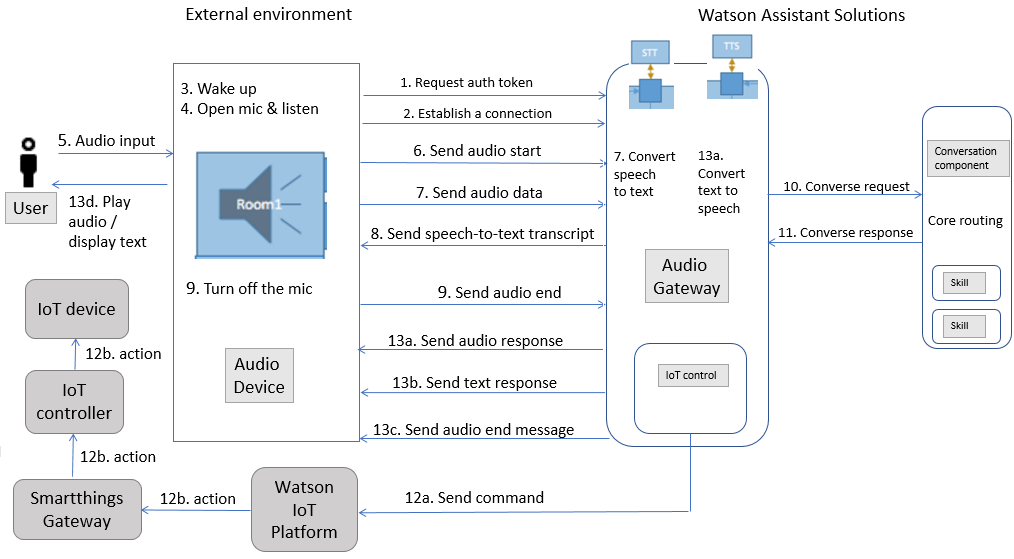 External environment
Watson Assistant Solutions
STT
TTS
3. Wake up
4. Open mic & listen
1. Request auth token
2. Establish a connection
5. Audio input
6. Send audio start
7. Convert
speech
to text
13a.
Convert
text to
speech
Conversation
component
User
13d. Play
audio /
display text
Room1
7. Send audio data
10. Converse request
Core routing
8. Send speech-to-text transcript
11. Converse response
Audio
Gateway
9. Turn off the mic
9. Send audio end
Skill
Skill
IoT device
12b. action
13a. Send audio response
Audio
Device
IoT control
13b. Send text response
IoT
controller
13c. Send audio end message
12b. action
Smartthings
Gateway
12b. action
Watson
IoT
Platform
12a. Send command